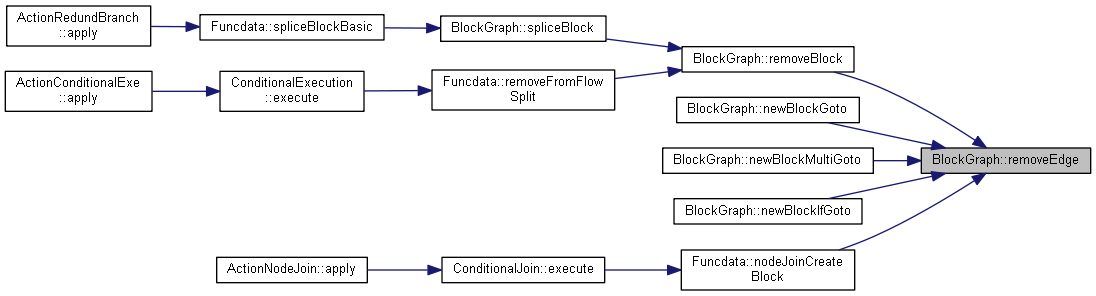 ActionRedundBranch
::apply
Funcdata::spliceBlockBasic
BlockGraph::spliceBlock
BlockGraph::removeBlock
ActionConditionalExe
::apply
ConditionalExecution
::execute
Funcdata::removeFromFlow
Split
BlockGraph::newBlockGoto
BlockGraph::newBlockMultiGoto
BlockGraph::removeEdge
BlockGraph::newBlockIfGoto
ActionNodeJoin::apply
ConditionalJoin::execute
Funcdata::nodeJoinCreate
Block